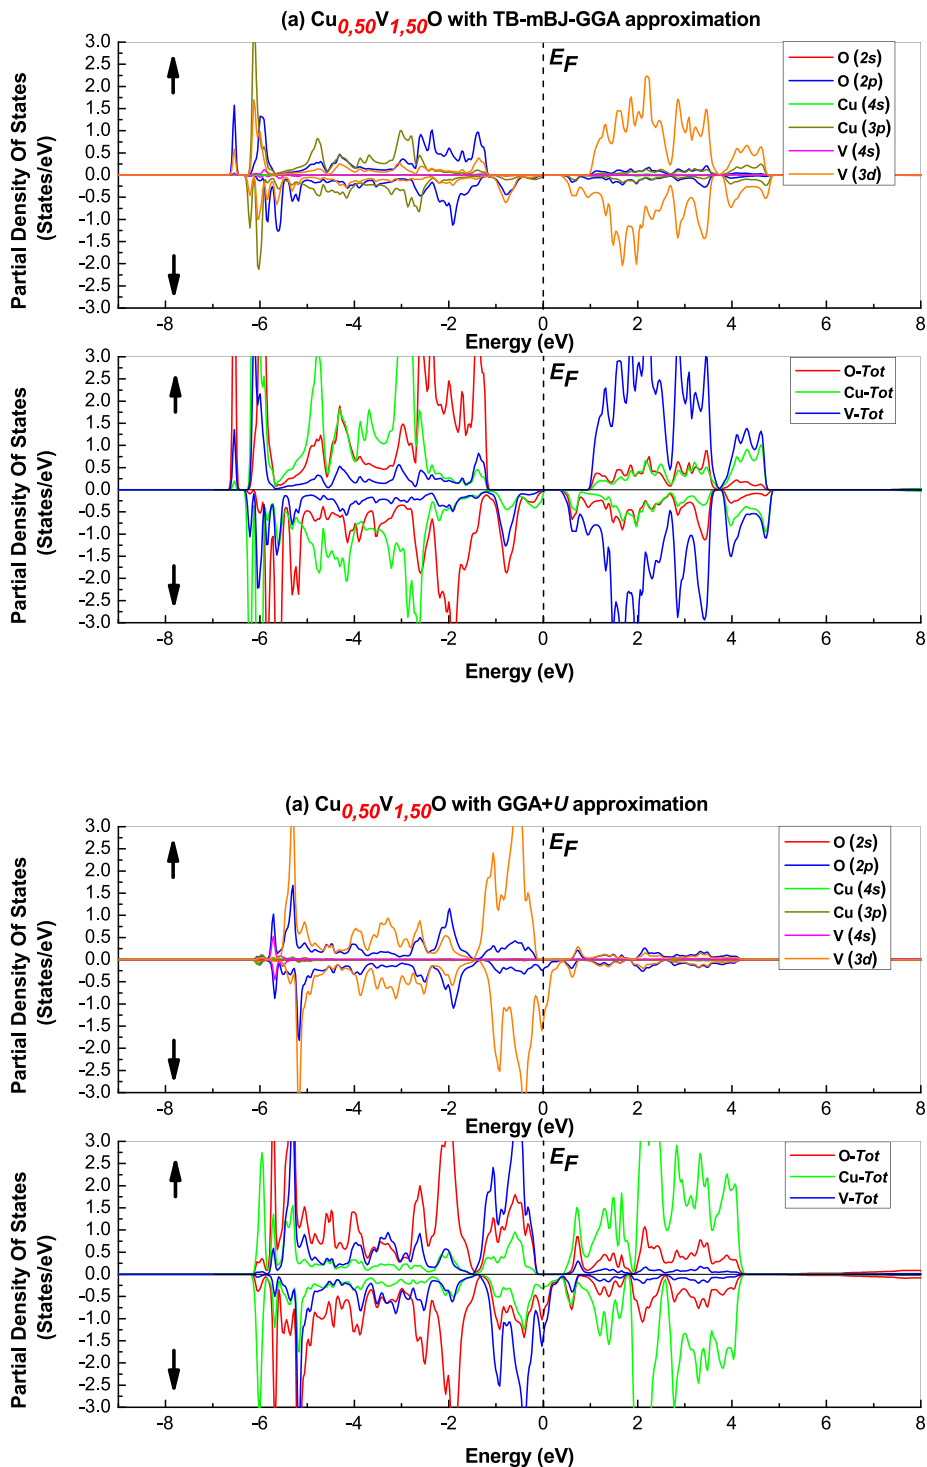 (a) Cu0,50V1,50O with TB-mBJ-GGA approximation
Partial Density Of States
(States/eV)
3.0
2.5
2.0
1.5
1.0
0.5
0.0
-0.5
-1.0
-1.5
-2.0
-2.5
-3.0
EF
O (2s)
O (2p)
Cu (4s)
Cu (3p)
V (4s)
V (3d)
-8 -6 -4 -2 0 2 4 6 8
Energy (eV)
Partial Density Of States
(States/eV)
3.0
2.5
2.0
1.5
1.0
0.5
0.0
-0.5
-1.0
-1.5
-2.0
-2.5
-3.0
EF
O-Tot
Cu-Tot
V-Tot
-8 -6 -4 -2 0 2 4 6 8
Energy (eV)
(a) Cu0,50V1,50O with GGA+U approximation
Partial Density Of States
(States/eV)
3.0
2.5
2.0
1.5
1.0
0.5
0.0
-0.5
-1.0
-1.5
-2.0
-2.5
-3.0
EF
O (2s)
O (2p)
Cu (4s)
Cu (3p)
V (4s)
V (3d)
-8 -6 -4 -2 0 2 4 6 8
Energy (eV)
Partial Density Of States
(States/eV)
3.0
2.5
2.0
1.5
1.0
0.5
0.0
-0.5
-1.0
-1.5
-2.0
-2.5
-3.0
EF
O-Tot
Cu-Tot
V-Tot
-8 -6 -4 -2 0 2 4 6 8
Energy (eV)